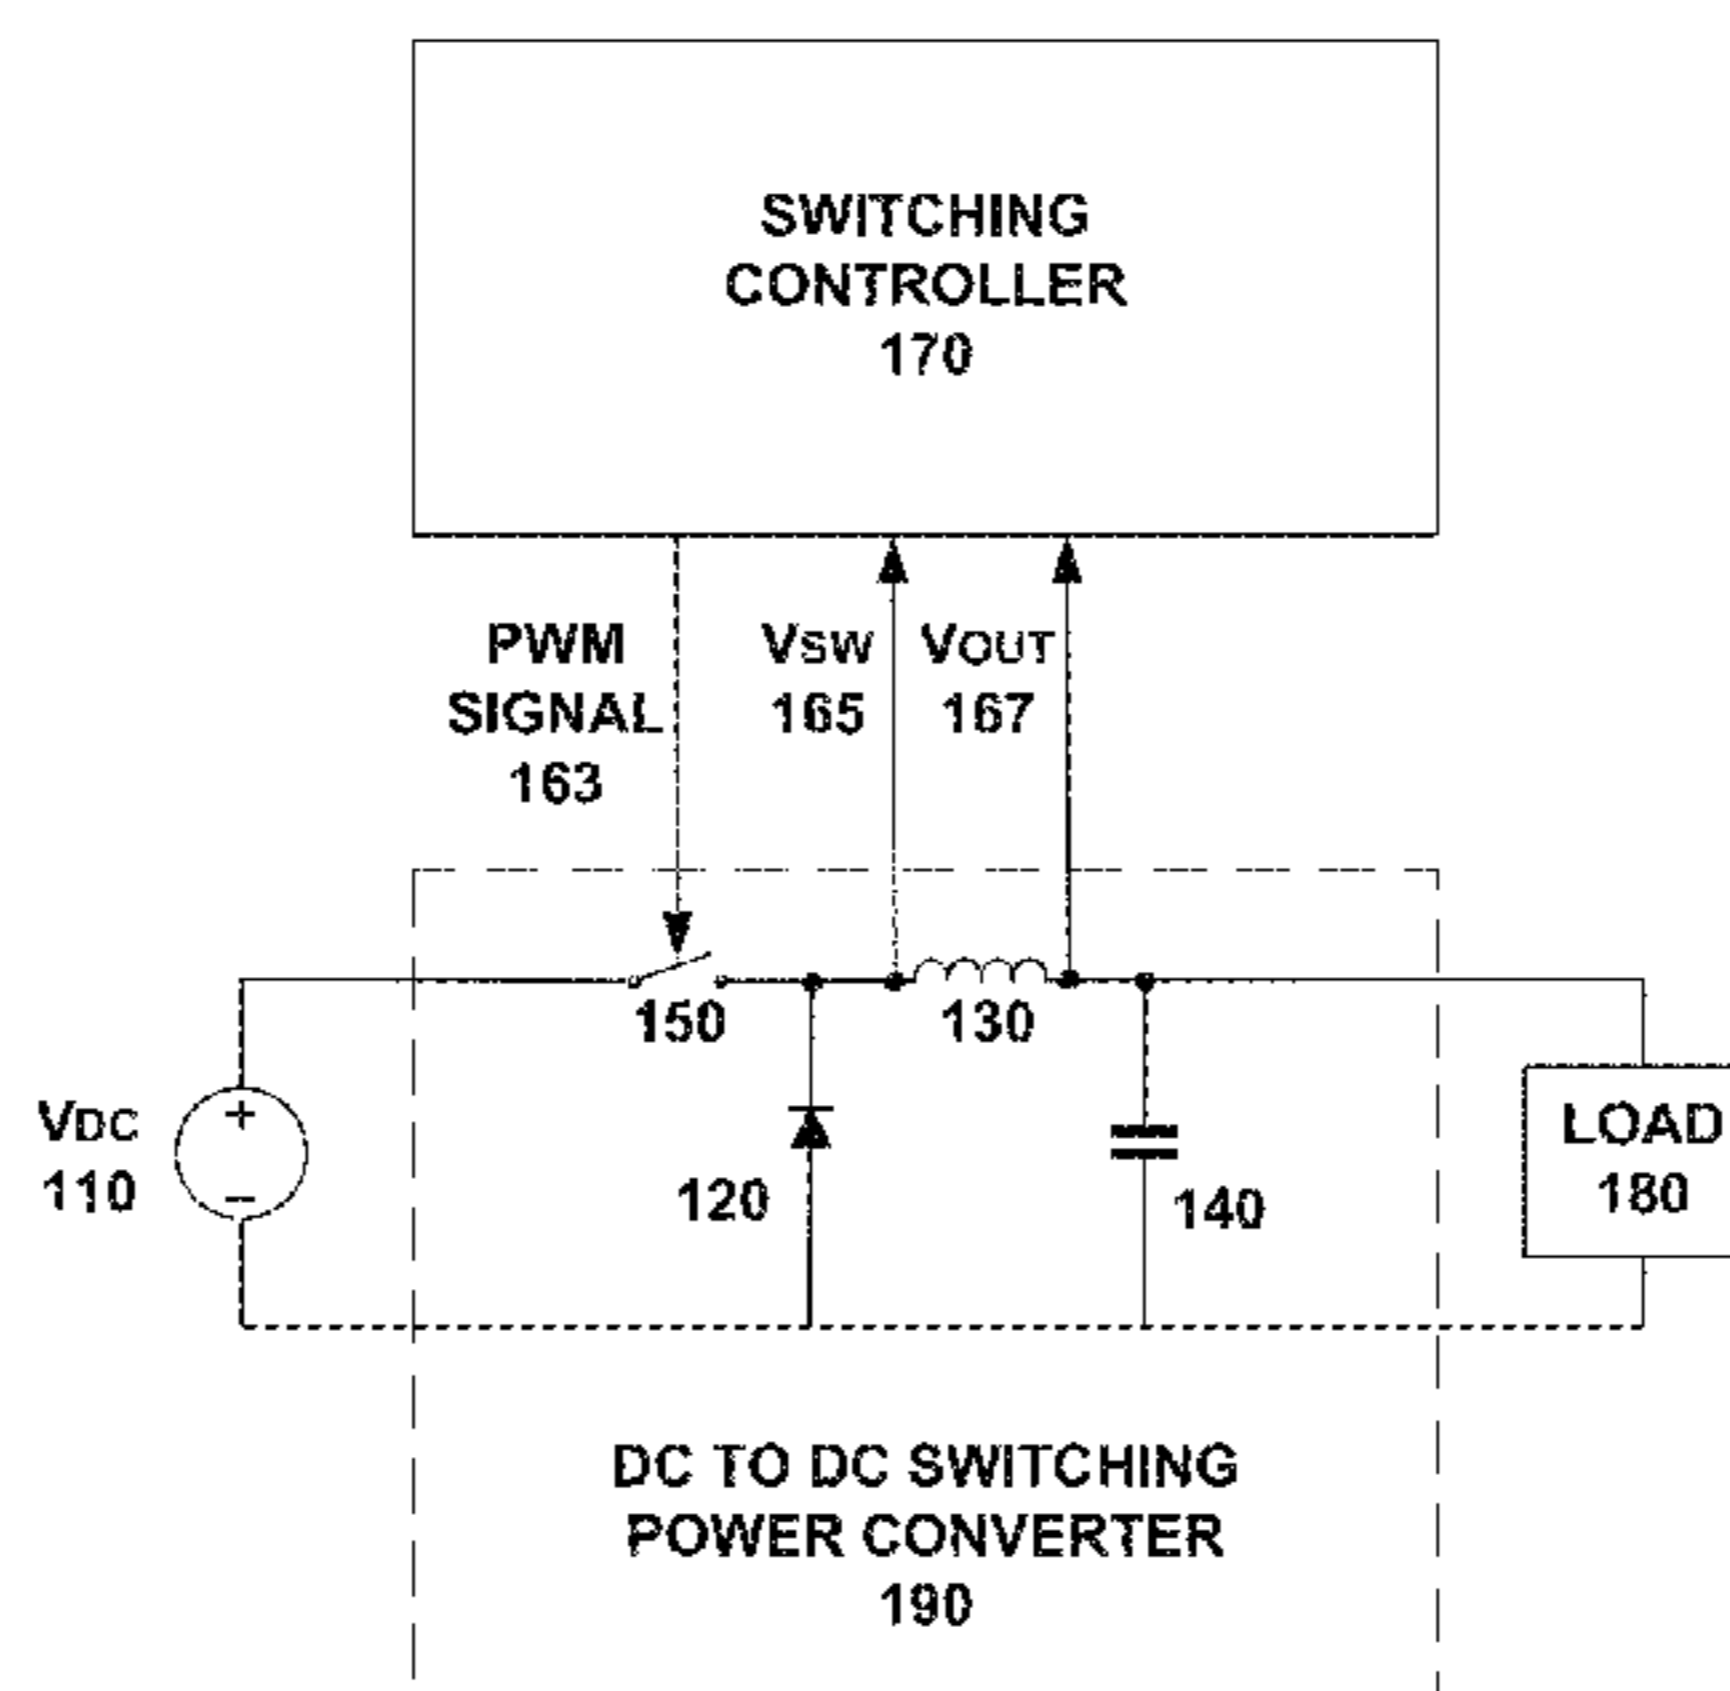 SWITCHING
CONTROLLER
170
PWM
SIGNAL
163
VSW
165
VOUT
167
150
130
VDC
110
+
−
120
140
LOAD
180
DC TO DC SWITCHING
POWER CONVERTER
190